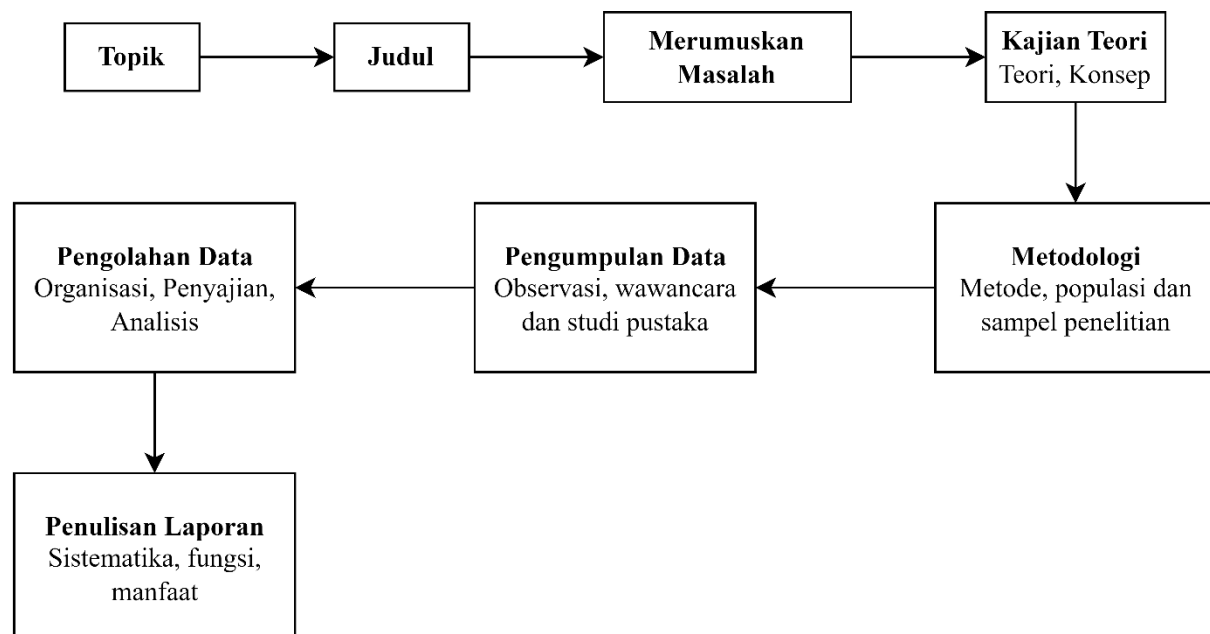 Topik
Judul
Merumuskan
Masalah
Kajian Teori
Teori, Konsep
Metodologi
Metode, populasi dan
sampel penelitian
Pengumpulan Data
Observasi, wawancara
dan studi pustaka
Pengolahan Data
Organisasi, Penyajian,
Analisis
Penulisan Laporan
Sistematika, fungsi,
manfaat